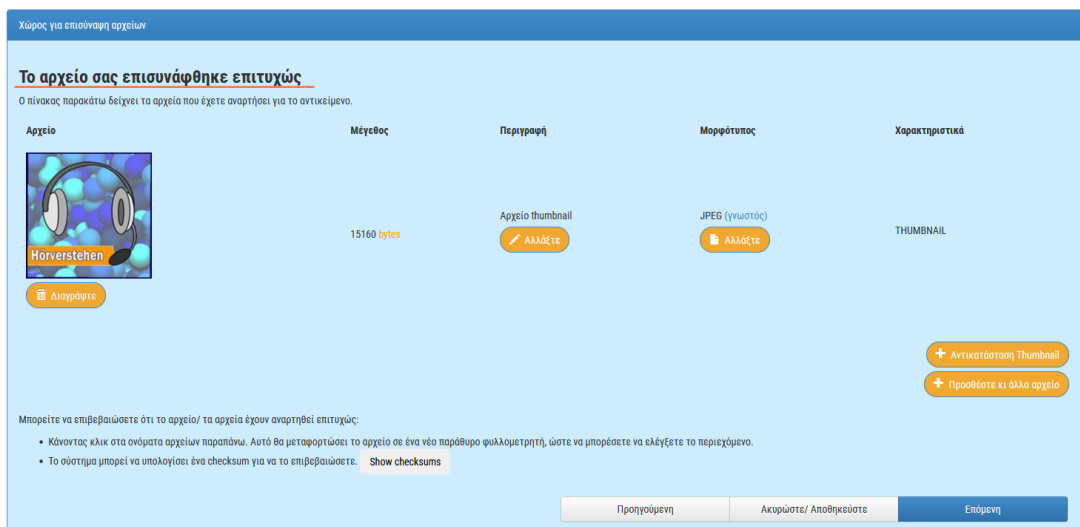 Χώρος για επισύναψη αρχείων
Το αρχείο σας επισυνάφθηκε επιτυχώς
Ο πίνακας παρακάτω δείχνει τα αρχεία που έχετε αναρτήσει για το αντικείμενο.
Αρχείο Μέγεθος Περιγραφή Μορφότυπος Χαρακτηριστικά
Hörverstehen
15160 bytes
Αρχείο thumbnail
Αλλάξτε
JPEG (γνωστός)
Αλλάξτε
THUMBNAIL
Διαγράψτε
Αντικατάσταση Thumbnail
Προσθέστε κι άλλο αρχείο
Μπορείτε να επιβεβαιώσετε ότι το αρχείο/ τα αρχεία έχουν αναρτηθεί επιτυχώς:
• Κάνοντας κλικ στα ονόματα αρχείων παραπάνω. Αυτό θα μεταφορτώσει το αρχείο σε ένα νέο παράθυρο φυλλομετρητή, ώστε να μπορέσετε να ελέγξετε το περιεχόμενο.
• Το σύστημα μπορεί να υπολογίσει ένα checksum για να το επιβεβαιώσετε. Show checksums
Προηγούμενη Ακυρώστε/ Αποθηκεύστε Επόμενη